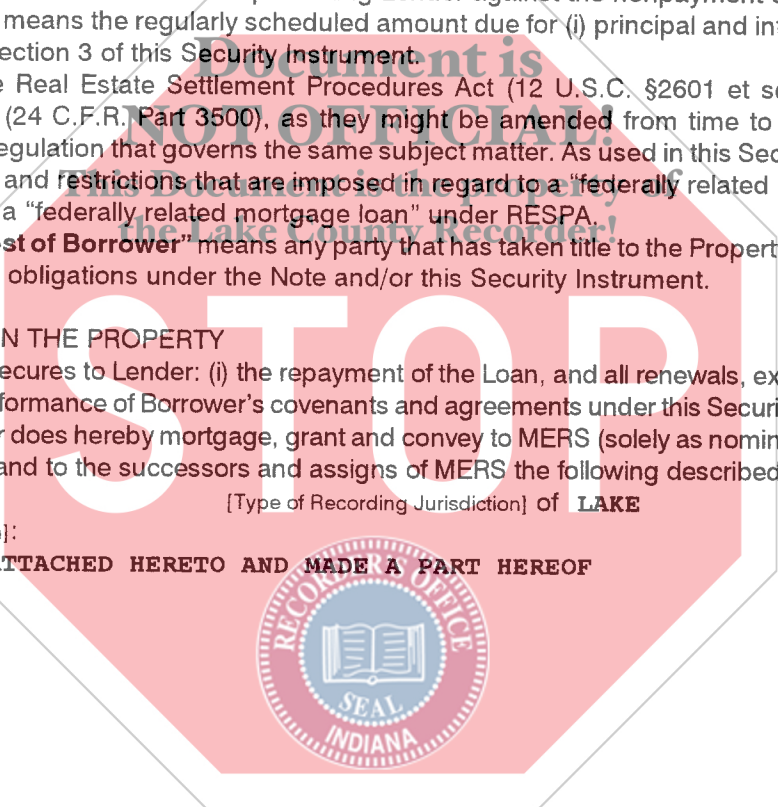 means the regularly scheduled amount due for (i) principal and int
ection 3 of this Security Instrument.
Document is
e Real Estate Settlement Procedures Act (12 U.S.C. §2601 et se
(24 C.F.R. Part 3500), as they might be amended from time to
NOT OFFICIAL!
egulation that governs the same subject matter. As used in this Sec
and restrictions that are imposed in regard to a “federally related
This Document is the property of
a “federally related mortgage loan” under RESPA.
the Lake County Recorder!
st of Borrower” means any party that has taken title to the Propert
obligations under the Note and/or this Security Instrument.
N THE PROPERTY
ecures to Lender: (i) the repayment of the Loan, and all renewals, ex
formance of Borrower’s covenants and agreements under this Securi
r does hereby mortgage, grant and convey to MERS (solely as nomin
and to the successors and assigns of MERS the following described
STOP
[Type of Recording Jurisdiction] of LAKE
]:
TTACHED HERETO AND MADE A PART HEREOF
RECORDER'S OFFICE
SEAL
INDIANA